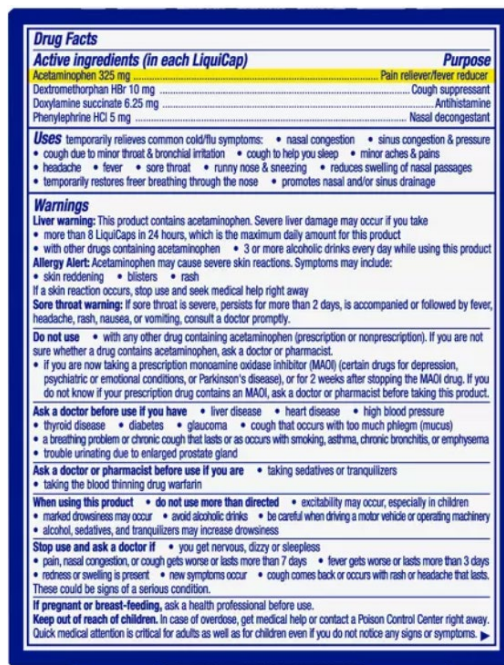 Drug Facts
Active ingredients (in each LiquiCap) Purpose
Acetaminophen 325 mg ........ Pain reliever/fever reducer
Dextromethorphan HBr 10 mg ........ Cough suppressant
Doxylamine succinate 6.25 mg ........ Antihistamine
Phenylephrine HCl 5 mg ........ Nasal decongestant
Uses temporarily relieves common cold/flu symptoms: • nasal congestion • sinus congestion & pressure
• cough due to minor throat & bronchial irritation • cough to help you sleep • minor aches & pains
• headache • fever • sore throat • runny nose & sneezing • reduces swelling of nasal passages
• temporarily restores freer breathing through the nose • promotes nasal and/or sinus drainage
Warnings
Liver warning: This product contains acetaminophen. Severe liver damage may occur if you take
• more than 8 LiquiCaps in 24 hours, which is the maximum daily amount for this product
• with other drugs containing acetaminophen • 3 or more alcoholic drinks every day while using this product
Allergy Alert: Acetaminophen may cause severe skin reactions. Symptoms may include:
• skin reddening • blisters • rash
If a skin reaction occurs, stop use and seek medical help right away
Sore throat warning: If sore throat is severe, persists for more than 2 days, is accompanied or followed by fever,
headache, rash, nausea, or vomiting, consult a doctor promptly.
Do not use • with any other drug containing acetaminophen (prescription or nonprescription). If you are not
sure whether a drug contains acetaminophen, ask a doctor or pharmacist.
• if you are now taking a prescription monoamine oxidase inhibitor (MAOI) (certain drugs for depression,
psychiatric or emotional conditions, or Parkinson's disease), or for 2 weeks after stopping the MAOI drug. If you
do not know if your prescription drug contains an MAOI, ask a doctor or pharmacist before taking this product.
Ask a doctor before use if you have • liver disease • heart disease • high blood pressure
• thyroid disease • diabetes • glaucoma • cough that occurs with too much phlegm (mucus)
• a breathing problem or chronic cough that lasts or as occurs with smoking, asthma, chronic bronchitis, or emphysema
• trouble urinating due to enlarged prostate gland
Ask a doctor or pharmacist before use if you are • taking sedatives or tranquilizers
• taking the blood thinning drug warfarin
When using this product • do not use more than directed • excitability may occur, especially in children
• marked drowsiness may occur • avoid alcoholic drinks • be careful when driving a motor vehicle or operating machinery
• alcohol, sedatives, and tranquilizers may increase drowsiness
Stop use and ask a doctor if • you get nervous, dizzy or sleepless
• pain, nasal congestion, or cough gets worse or lasts more than 7 days • fever gets worse or lasts more than 3 days
• redness or swelling is present • new symptoms occur • cough comes back or occurs with rash or headache that lasts.
These could be signs of a serious condition.
If pregnant or breast-feeding, ask a health professional before use.
Keep out of reach of children. In case of overdose, get medical help or contact a Poison Control Center right away.
Quick medical attention is critical for adults as well as for children even if you do not notice any signs or symptoms. ▶